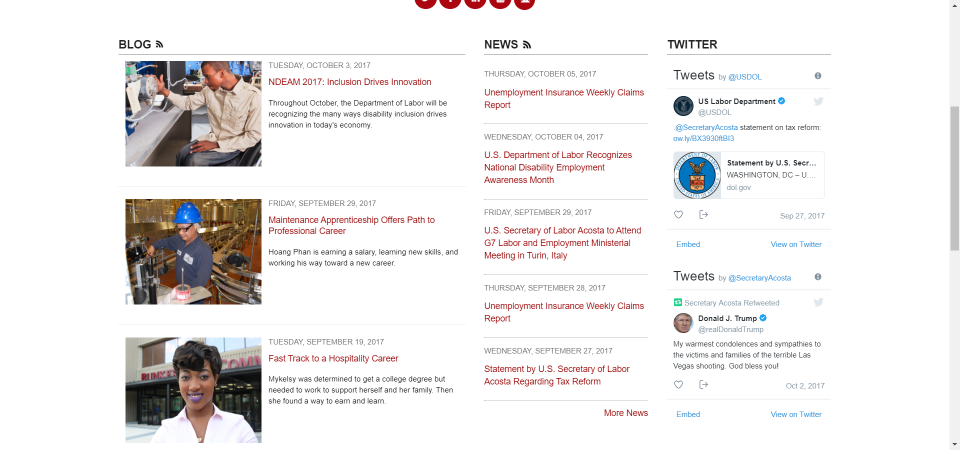 BLOG
TUESDAY, OCTOBER 3, 2017
NDEAM 2017: Inclusion Drives Innovation
Throughout October, the Department of Labor will be
recognizing the many ways disability inclusion drives
innovation in today's economy.
FRIDAY, SEPTEMBER 29, 2017
Maintenance Apprenticeship Offers Path to
Professional Career
Hoang Phan is earning a salary, learning new skills, and
working his way toward a new career.
TUESDAY, SEPTEMBER 19, 2017
Fast Track to a Hospitality Career
Mykelsy was determined to get a college degree but
needed to work to support herself and her family. Then
she found a way to earn and learn.
NEWS
THURSDAY, OCTOBER 05, 2017
Unemployment Insurance Weekly Claims
Report
WEDNESDAY, OCTOBER 04, 2017
U.S. Department of Labor Recognizes
National Disability Employment
Awareness Month
FRIDAY, SEPTEMBER 29, 2017
U.S. Secretary of Labor Acosta to Attend
G7 Labor and Employment Ministerial
Meeting in Turin, Italy
THURSDAY, SEPTEMBER 28, 2017
Unemployment Insurance Weekly Claims
Report
WEDNESDAY, SEPTEMBER 27, 2017
Statement by U.S. Secretary of Labor
Acosta Regarding Tax Reform
More News
TWITTER
Tweets by @USDOL
US Labor Department
@USDOL
.@SecretaryAcosta statement on tax reform:
ow.ly/BX3930ftBI3
Statement by U.S. Secr...
WASHINGTON, DC – U....
dol.gov
Sep 27, 2017
Embed View on Twitter
Tweets by @SecretaryAcosta
Secretary Acosta Retweeted
Donald J. Trump
@realDonaldTrump
My warmest condolences and sympathies to
the victims and families of the terrible Las
Vegas shooting. God bless you!
Oct 2, 2017
Embed View on Twitter